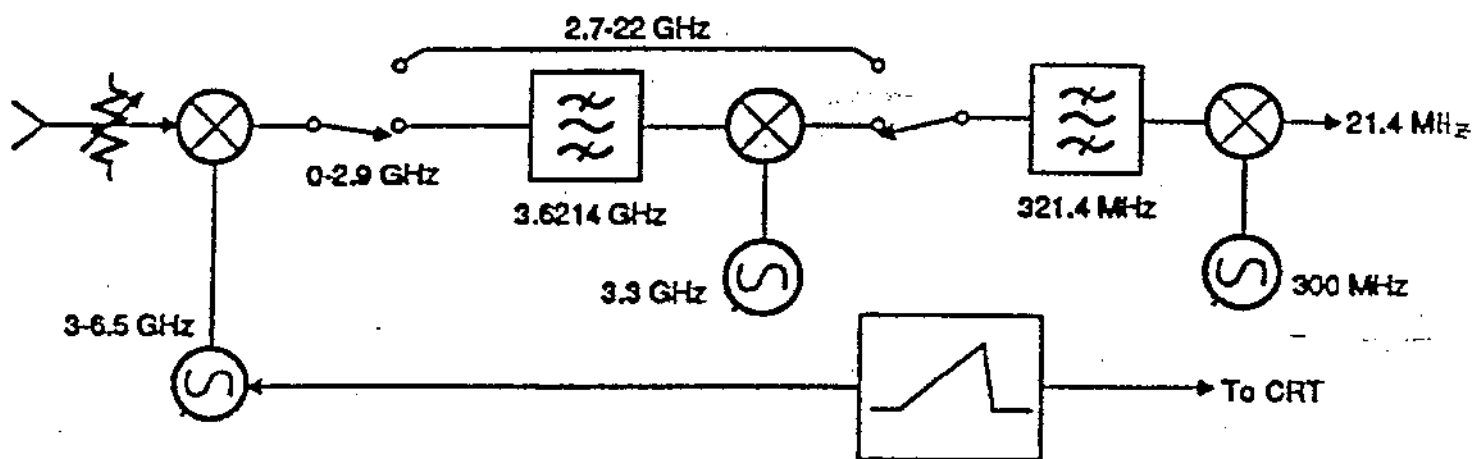 2.7-22 GHz
21.4 MHz
0-2.9 GHz
3.6214 GHz
321.4 MHz
3.3 GHz
300 MHz
3-6.5 GHz
To CRT